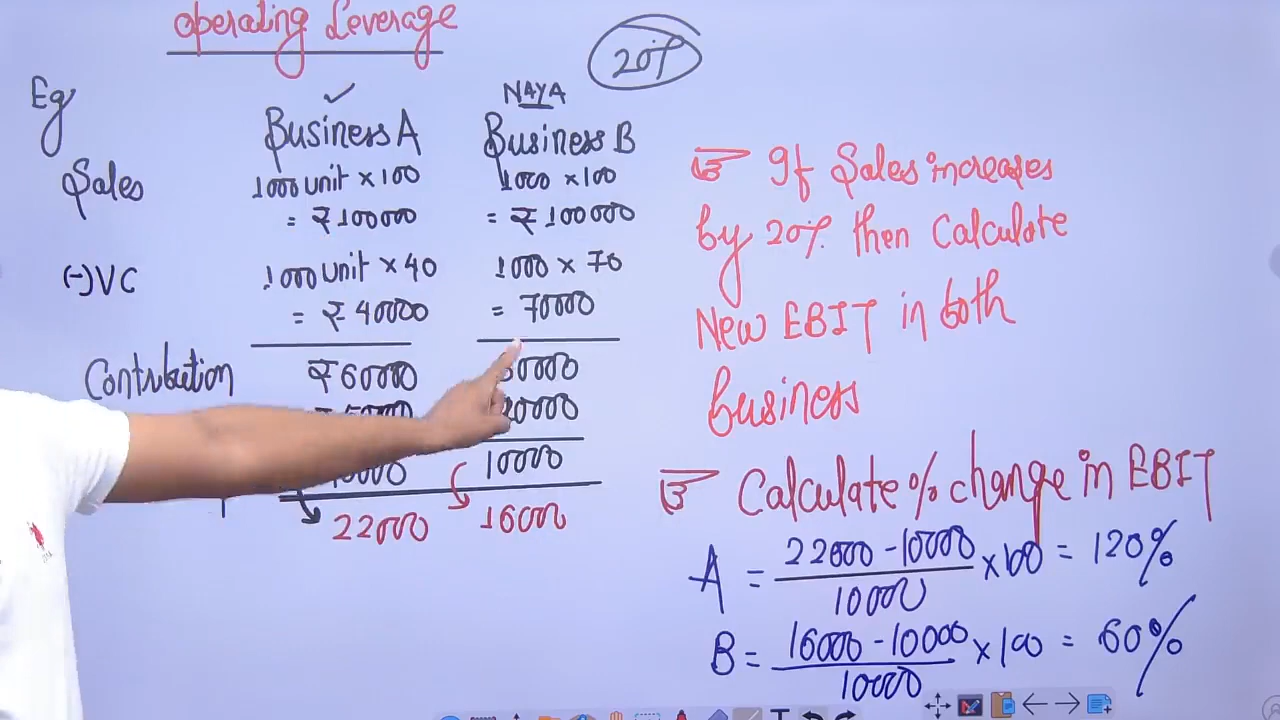 Operating Leverage
20%
Eg
NAYA
Business A
Business B
Sales
1000 unit × 100
1000 × 100
= ₹100000
= ₹100000
(-) VC
1000 unit × 40
1000 × 70
= ₹40000
= 70000
Contribution
₹60000
10000
22000
16000
☞ If Sales increases
by 20% then Calculate
New EBIT in both
business
☞ Calculate % change in EBIT
A = 22000 - 10000 / 10000 × 100 = 120%
B = 16000 - 10000 / 10000 × 100 = 60%